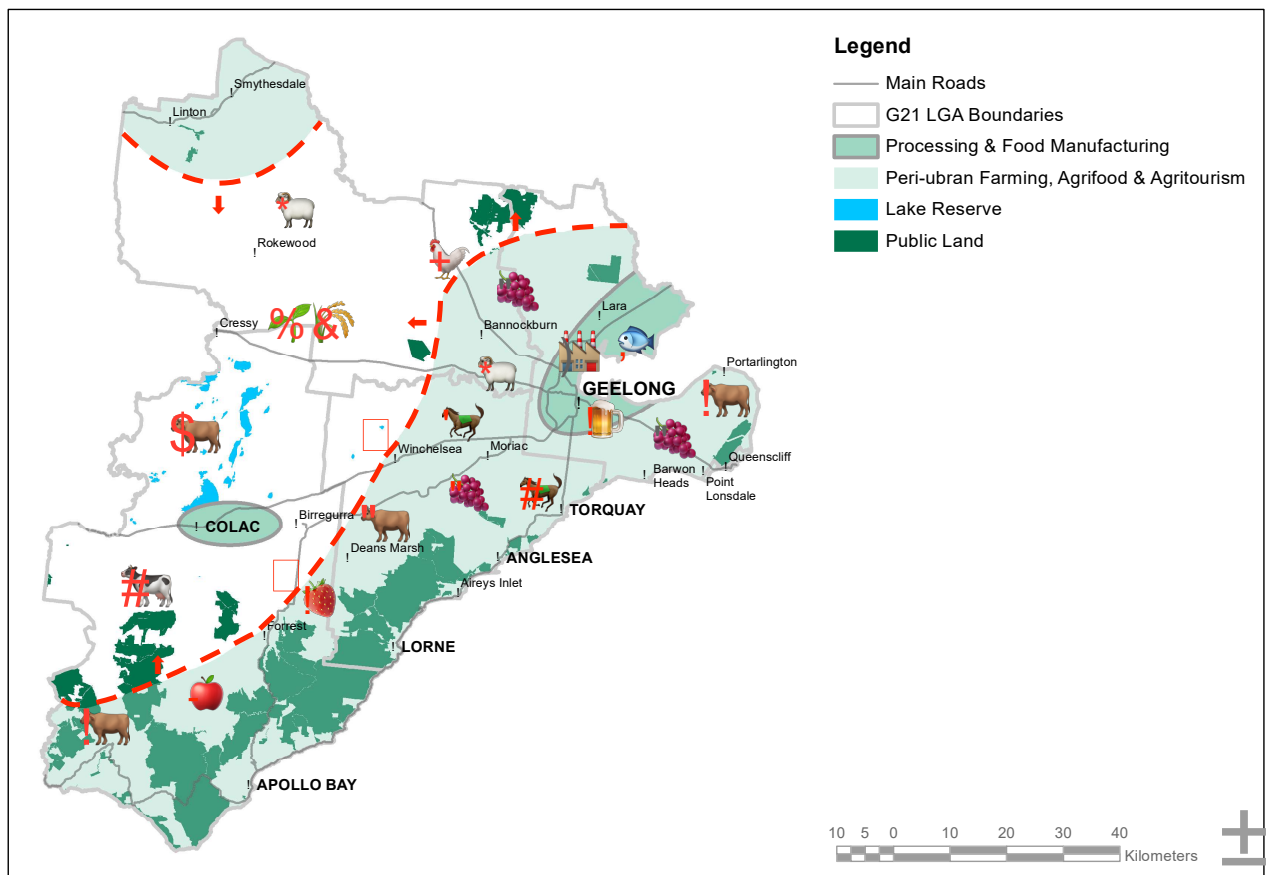 Legend
Main Roads
G21 LGA Boundaries
Processing & Food Manufacturing
Peri-ubran Farming, Agrifood & Agritourism
Lake Reserve
Public Land
Smythesdale
!
Linton
!
*
Rokewood
!
+
Lara
!
Cressy
!
% &
Bannockburn
!
,
*
Portarlington
!
GEELONG
!
!
!
$
'
Winchelsea
!
Moriac
!
Queenscliff
!
Barwon
Heads
!
Point
Lonsdale
!
"
#
TORQUAY
!
COLAC
!
Birregurra
!
"
Deans Marsh
!
ANGLESEA
!
Aireys Inlet
!
#
!
Forrest
!
LORNE
!
-
!
APOLLO BAY
!
10 5 0 10 20 30 40
Kilometers
±